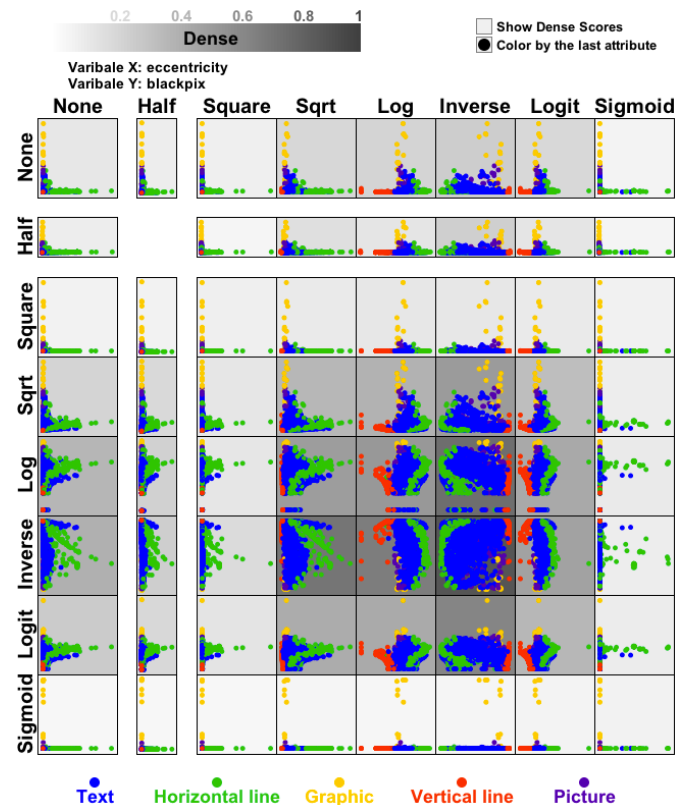 0.2 0.4 0.6 0.8 1
Dense
Show Dense Scores
Color by the last attribute
Varibale X: eccentricity
Varibale Y: blackpix
None Half Square Sqrt Log Inverse Logit Sigmoid
None
Half
Square
Sqrt
Log
Inverse
Logit
Sigmoid
Text Horizontal line Graphic Vertical line Picture